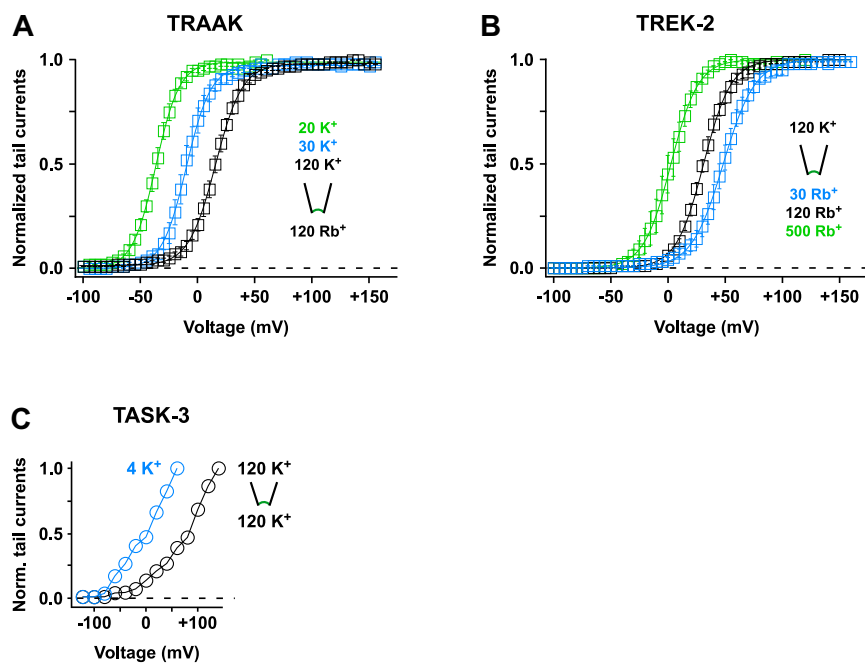 A
TRAAK
Normalized tail currents
1.0
0.5
0.0
20 K⁺
30 K⁺
120 K⁺
120 Rb⁺
-100
-50
0
+50
+100
+150
Voltage (mV)
B
TREK-2
Normalized tail currents
1.0
0.5
0.0
120 K⁺
30 Rb⁺
120 Rb⁺
500 Rb⁺
-100
-50
0
+50
+100
+150
Voltage (mV)
C
TASK-3
Norm. tail currents
1.0
0.5
0.0
4 K⁺
120 K⁺
120 K⁺
-100
0
+100
Voltage (mV)